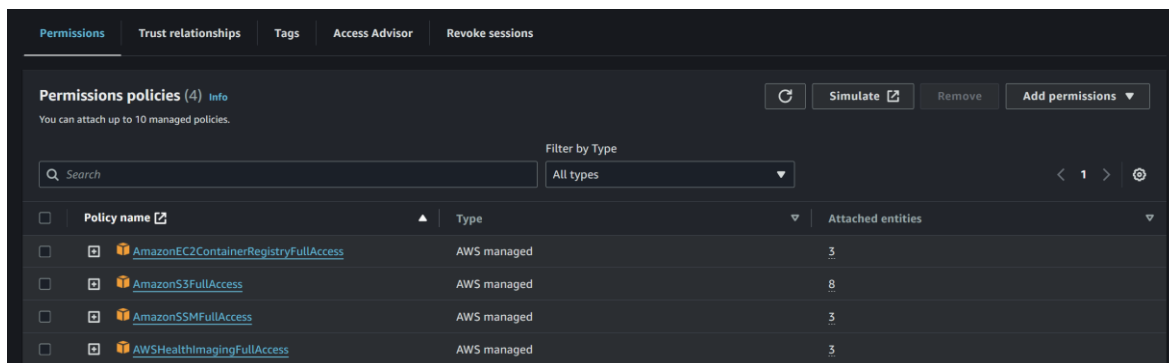 Permissions Trust relationships Tags Access Advisor Revoke sessions
Permissions policies (4) Info
Simulate Remove Add permissions
You can attach up to 10 managed policies.
Filter by Type
Search All types 1
Policy name Type Attached entities
AmazonEC2ContainerRegistryFullAccess AWS managed 3
AmazonS3FullAccess AWS managed 8
AmazonSSMFullAccess AWS managed 3
AWSHealthImagingFullAccess AWS managed 3